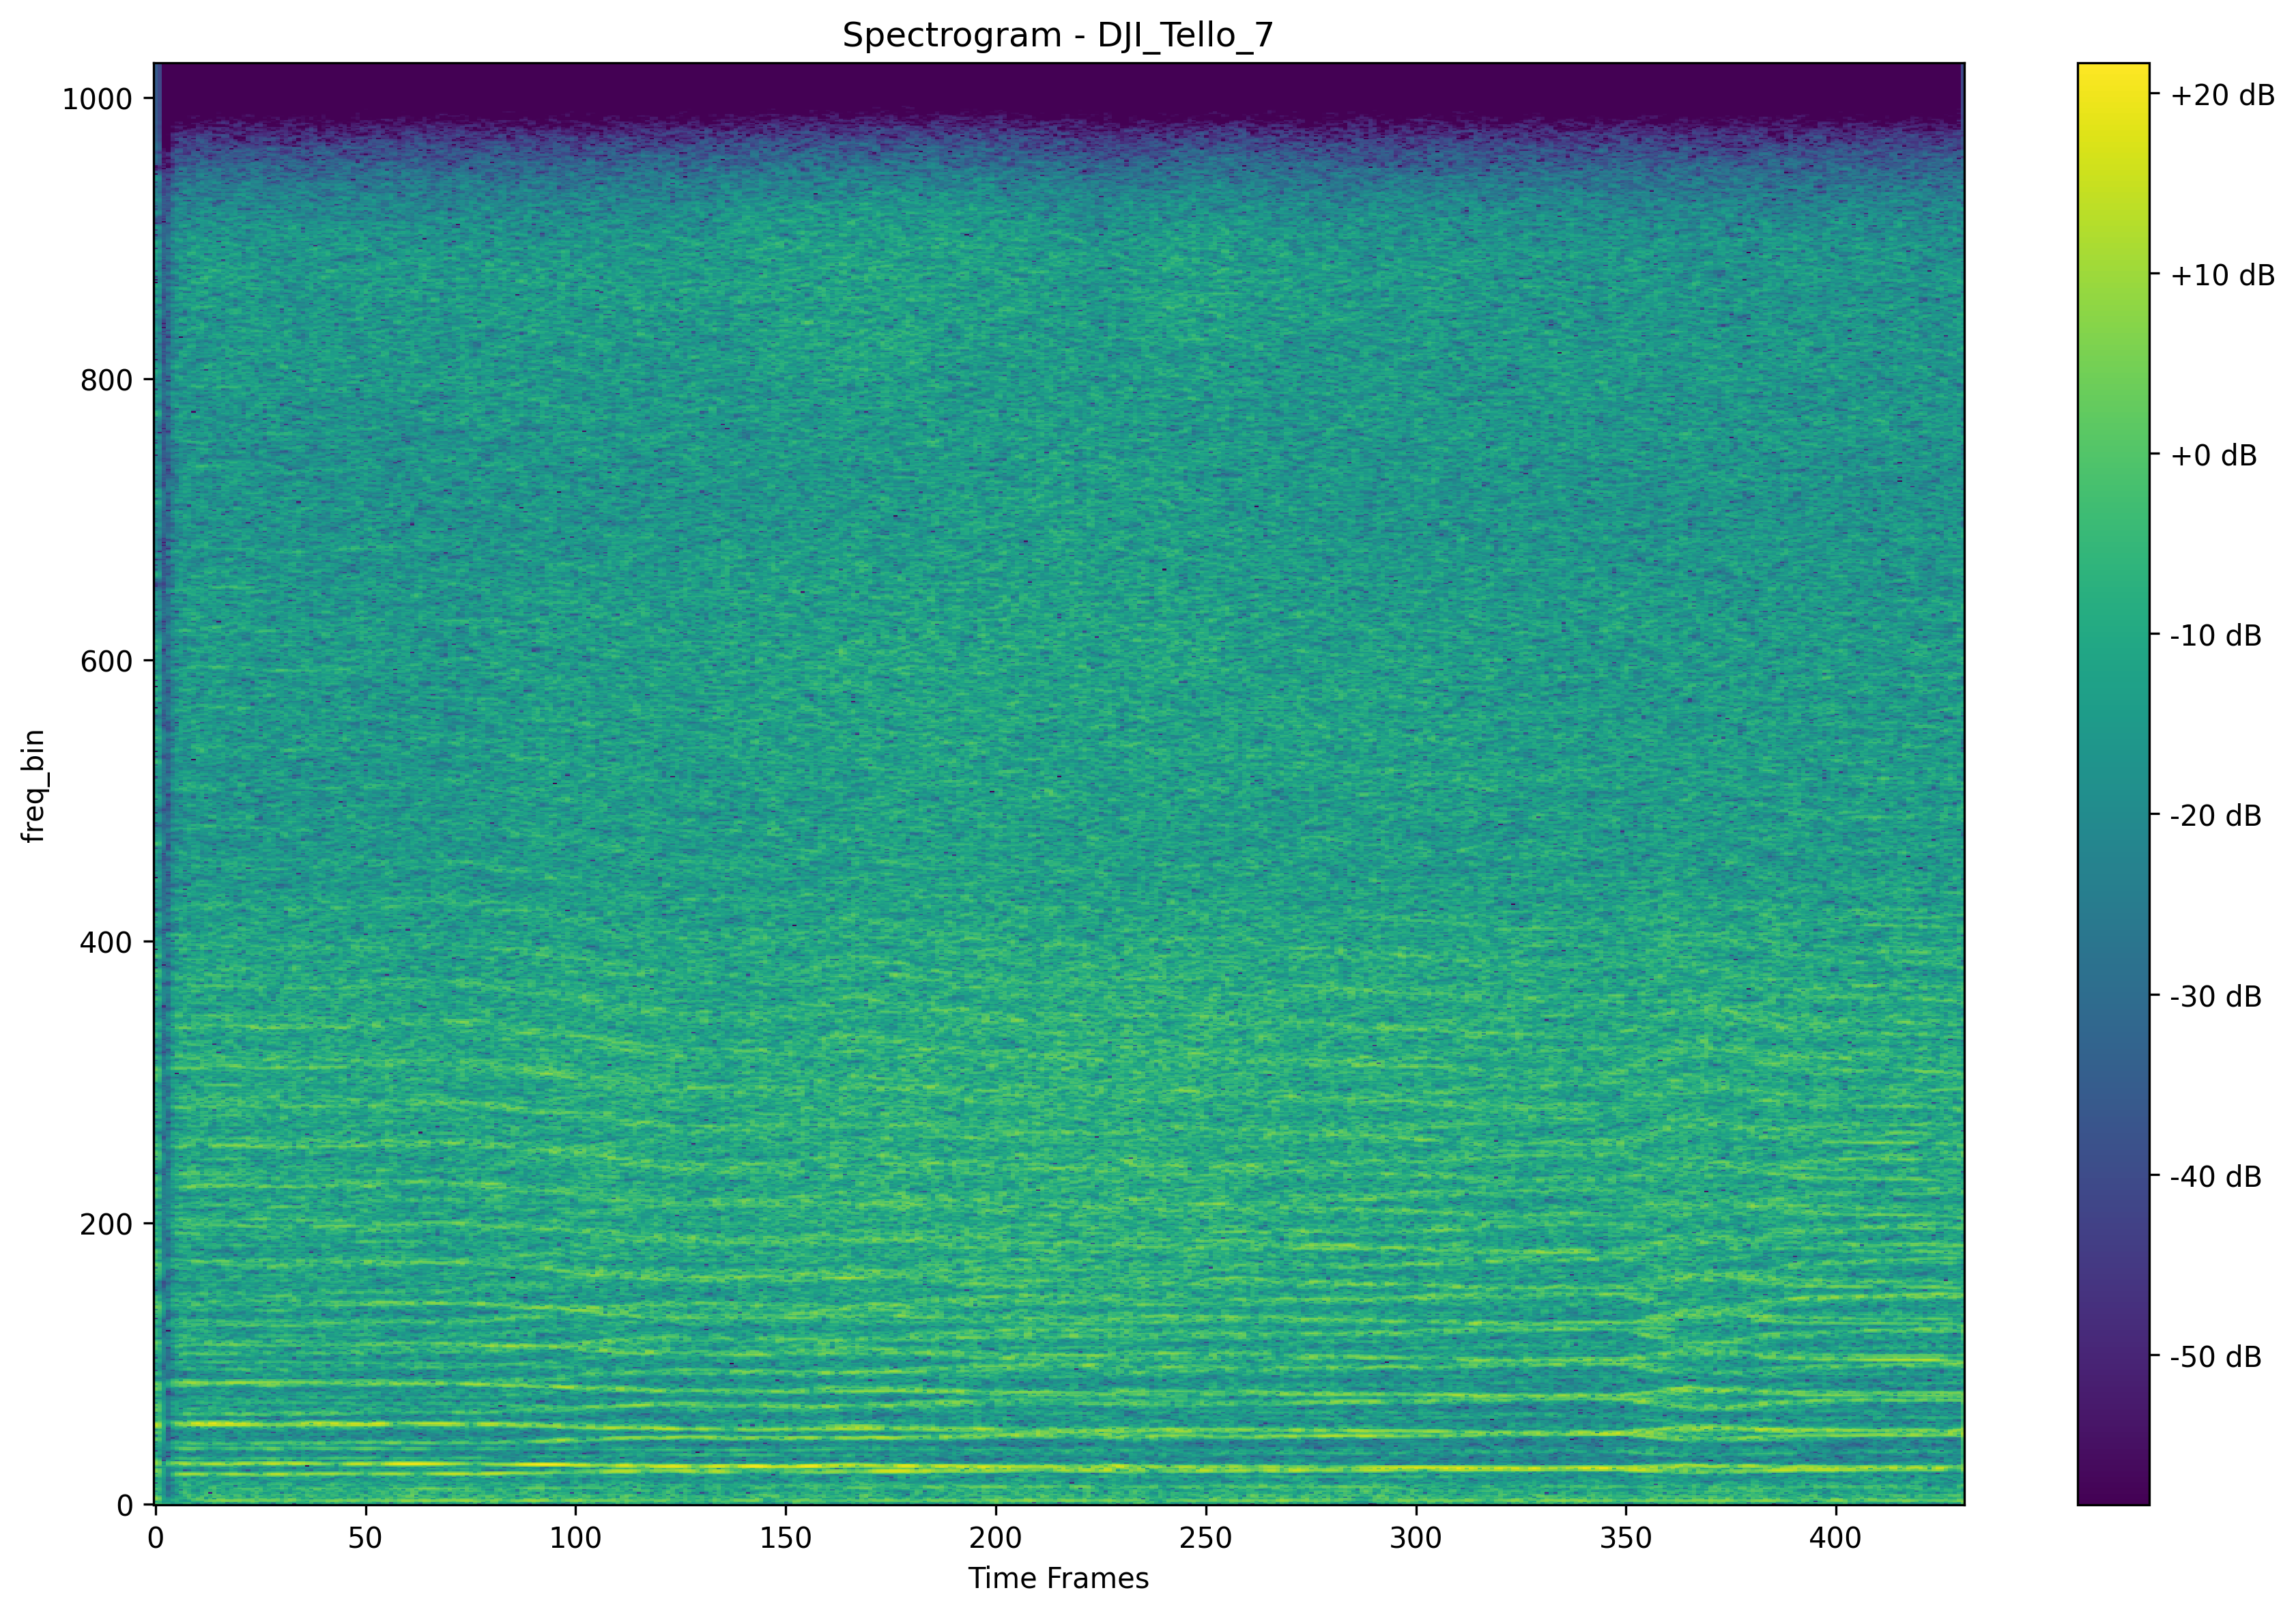 Spectrogram - DJI_Tello_7
1000
800
600
400
200
0
freq_bin
0 50 100 150 200 250 300 350 400
Time Frames
+20 dB
+10 dB
+0 dB
-10 dB
-20 dB
-30 dB
-40 dB
-50 dB